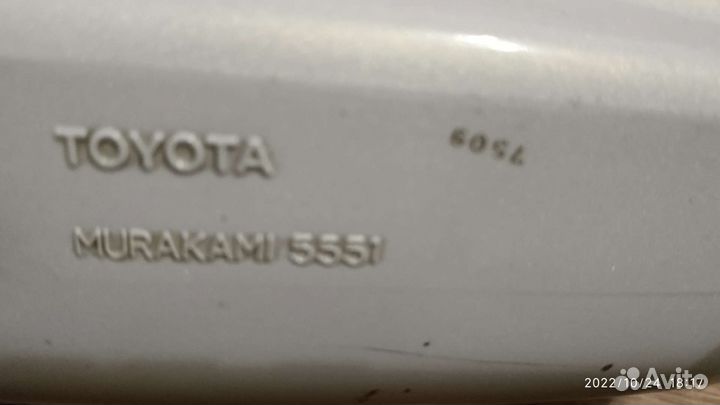 TOYOTA
7509
MURAKAMI 5551
2022/10/24 18:17
Avito